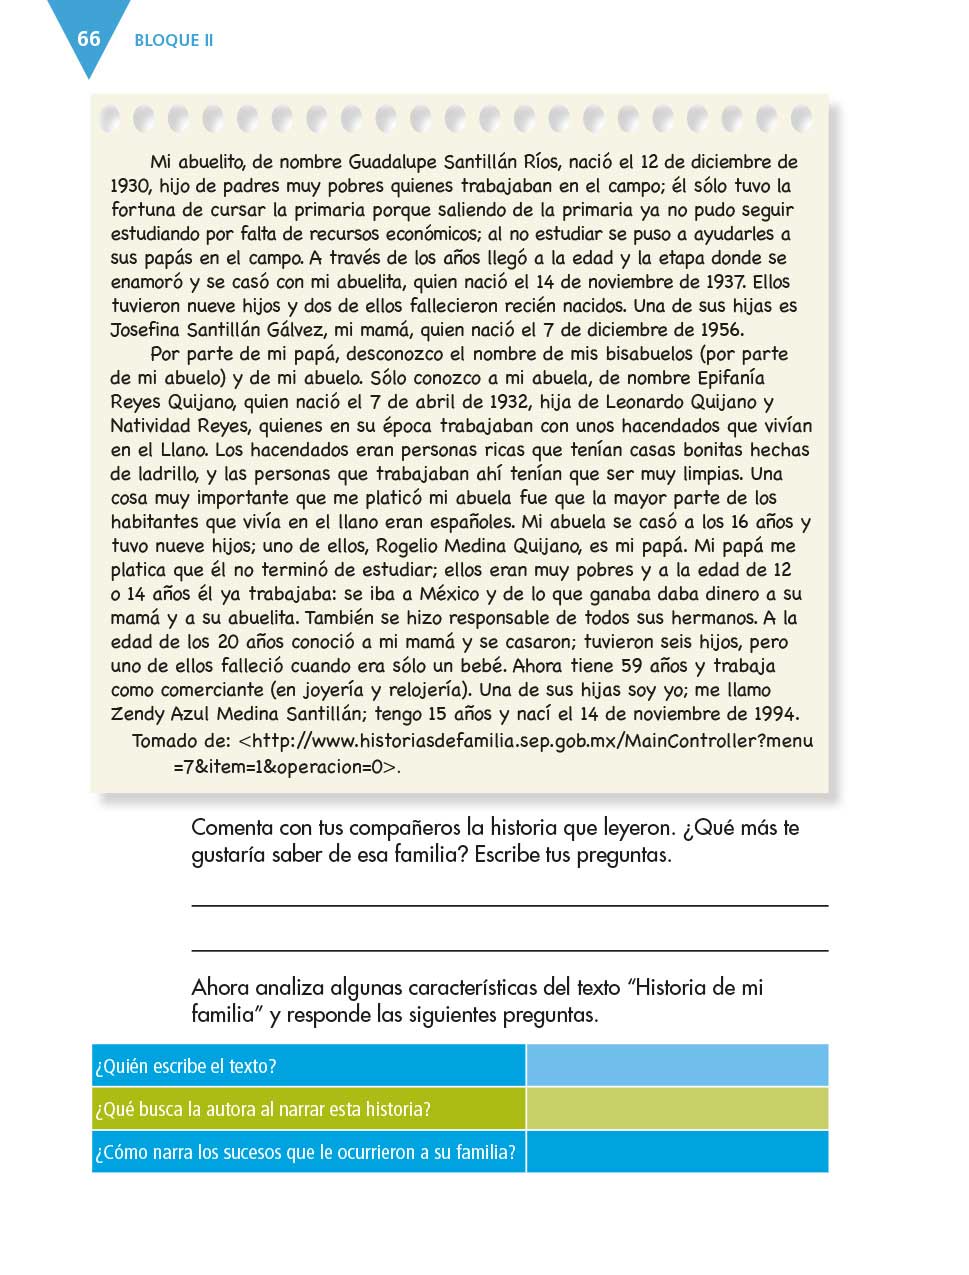 66
BLOQUE II
Mi abuelito, de nombre Guadalupe Santillán Ríos, nació el 12 de diciembre de
1930, hijo de padres muy pobres quienes trabajaban en el campo; él sólo tuvo la
fortuna de cursar la primaria porque saliendo de la primaria ya no pudo seguir
estudiando por falta de recursos económicos; al no estudiar se puso a ayudarles a
sus papás en el campo. A través de los años llegó a la edad y la etapa donde se
enamoró y se casó con mi abuelita, quien nació el 14 de noviembre de 1937. Ellos
tuvieron nueve hijos y dos de ellos fallecieron recién nacidos. Una de sus hijas es
Josefina Santillán Gálvez, mi mamá, quien nació el 7 de diciembre de 1956.
Por parte de mi papá, desconozco el nombre de mis bisabuelos (por parte
de mi abuelo) y de mi abuelo. Sólo conozco a mi abuela, de nombre Epifanía
Reyes Quijano, quien nació el 7 de abril de 1932, hija de Leonardo Quijano y
Natividad Reyes, quienes en su época trabajaban con unos hacendados que vivían
en el Llano. Los hacendados eran personas ricas que tenían casas bonitas hechas
de ladrillo, y las personas que trabajaban ahí tenían que ser muy limpias. Una
cosa muy importante que me platicó mi abuela fue que la mayor parte de los
habitantes que vivía en el llano eran españoles. Mi abuela se casó a los 16 años y
tuvo nueve hijos; uno de ellos, Rogelio Medina Quijano, es mi papá. Mi papá me
platica que él no terminó de estudiar; ellos eran muy pobres y a la edad de 12
o 14 años él ya trabajaba: se iba a México y de lo que ganaba daba dinero a su
mamá y a su abuelita. También se hizo responsable de todos sus hermanos. A la
edad de los 20 años conoció a mi mamá y se casaron; tuvieron seis hijos, pero
uno de ellos falleció cuando era sólo un bebé. Ahora tiene 59 años y trabaja
como comerciante (en joyería y relojería). Una de sus hijas soy yo; me llamo
Zendy Azul Medina Santillán; tengo 15 años y nací el 14 de noviembre de 1994.
Tomado de: <http://www.historiasdefamilia.sep.gob.mx/MainController?menu
=7&item=1&operacion=0>.
Comenta con tus compañeros la historia que leyeron. ¿Qué más te
gustaría saber de esa familia? Escribe tus preguntas.
Ahora analiza algunas características del texto “Historia de mi
familia” y responde las siguientes preguntas.
¿Quién escribe el texto?
¿Qué busca la autora al narrar esta historia?
¿Cómo narra los sucesos que le ocurrieron a su familia?